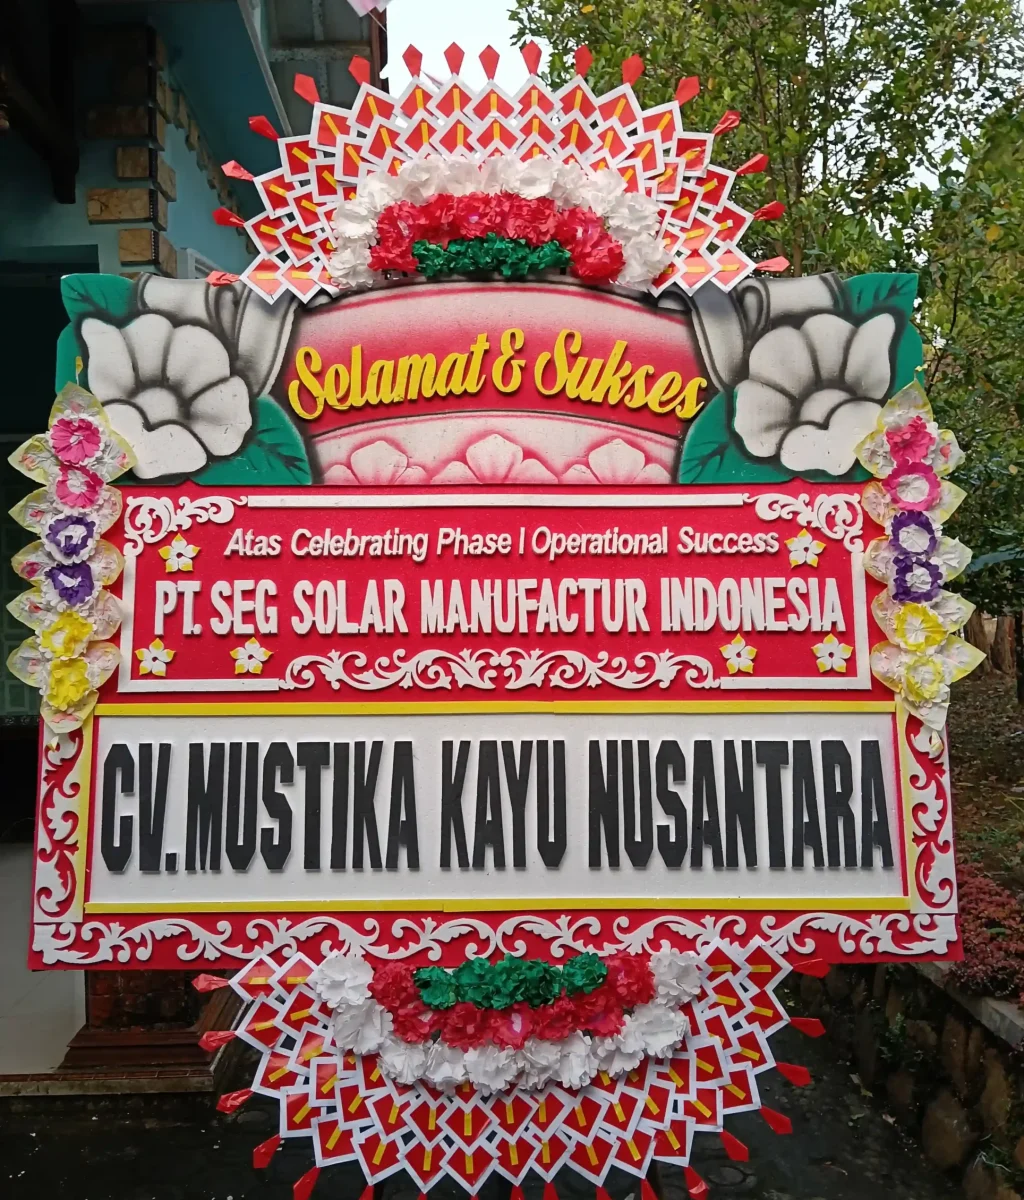 Selamat & Sukses
Atas Celebrating Phase I Operational Success
PT. SEG SOLAR MANUFACTUR INDONESIA
CV. MUSTIKA KAYU NUSANTARA